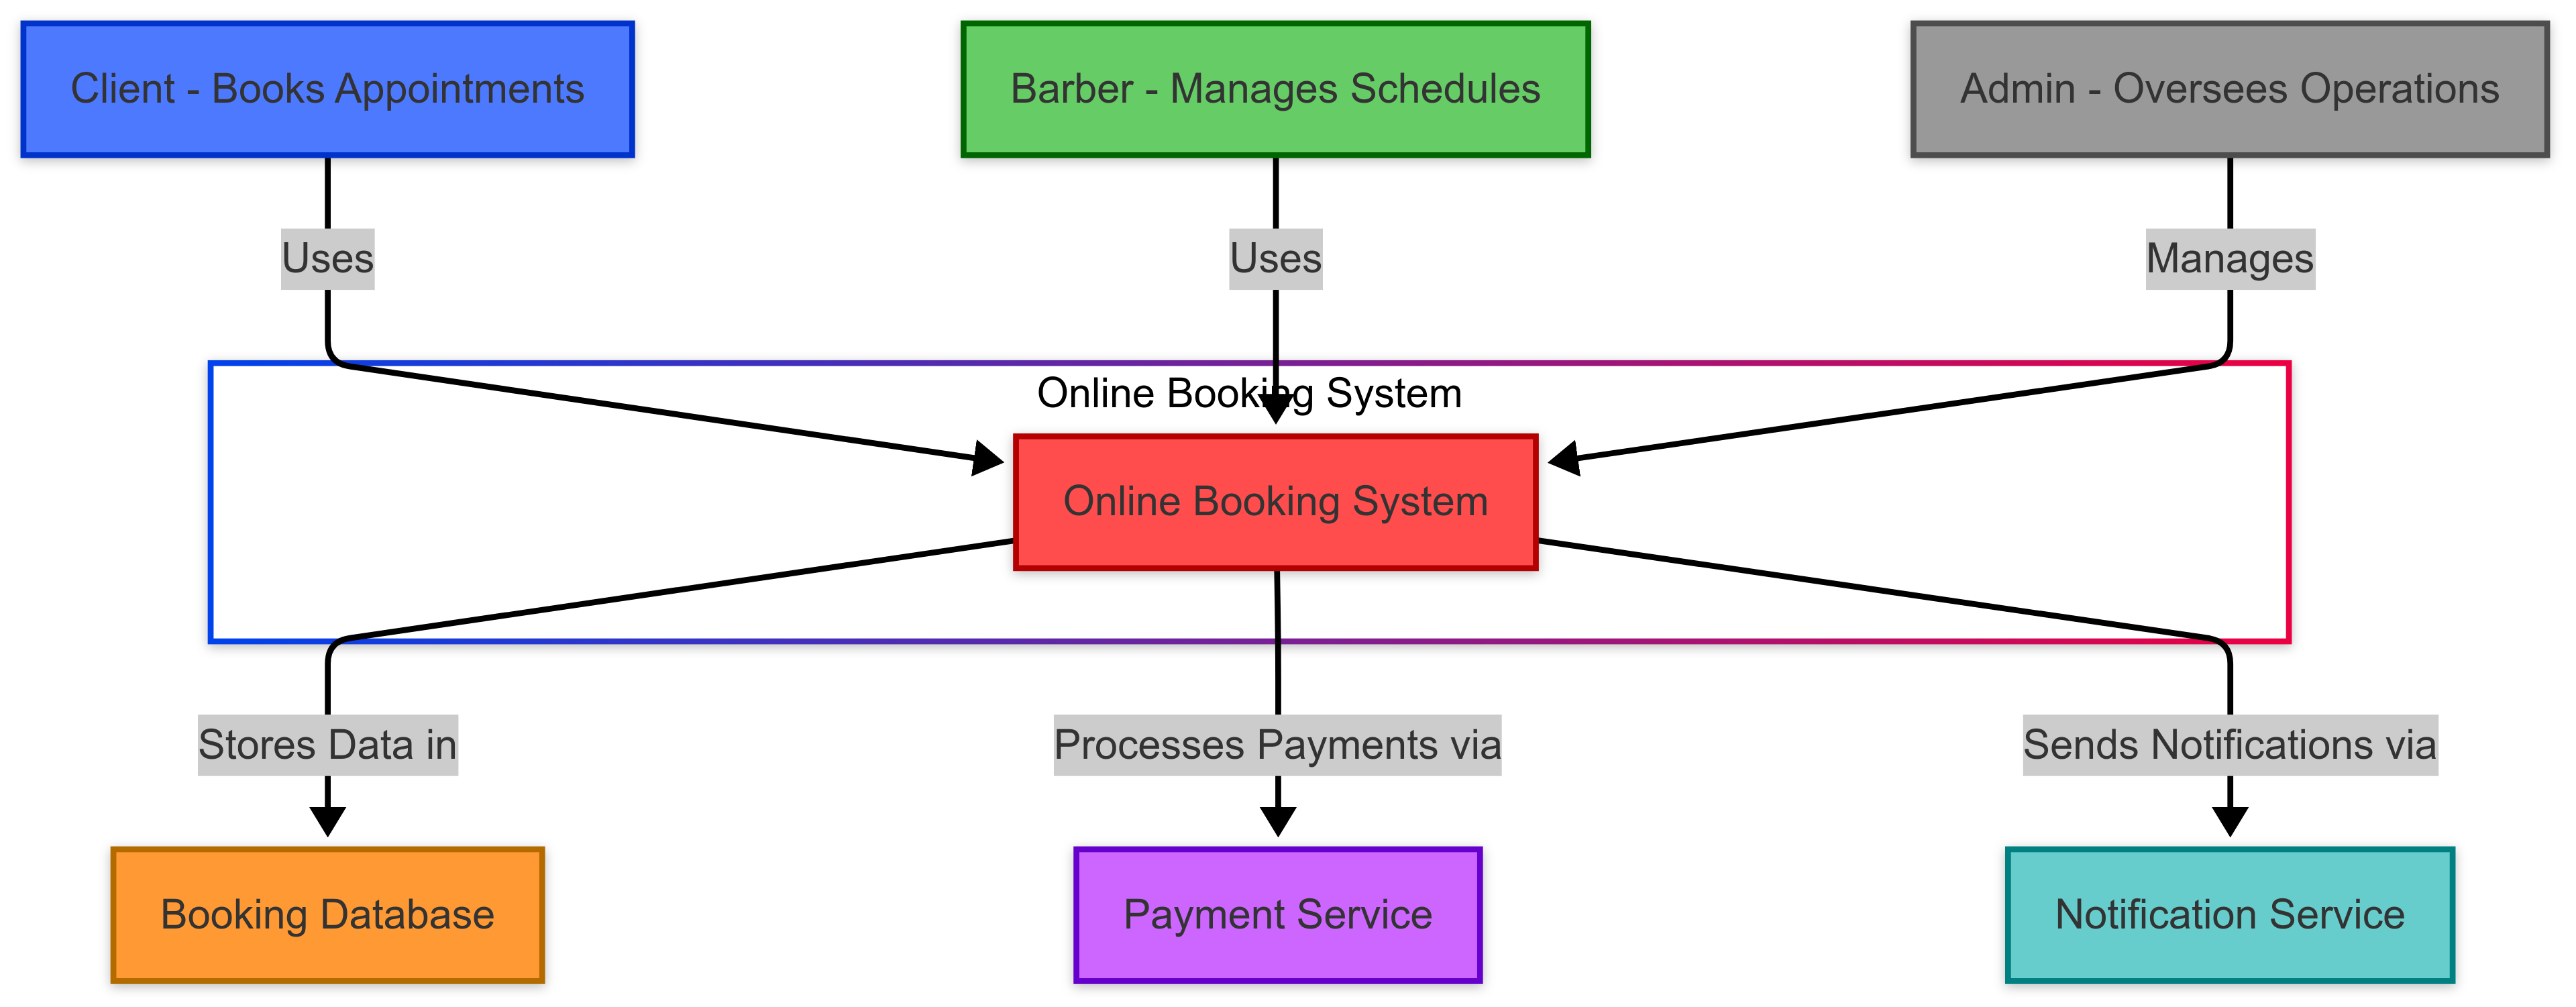 Client - Books Appointments
Barber - Manages Schedules
Admin - Oversees Operations
Uses
Uses
Manages
Online Booking System
Online Booking System
Stores Data in
Processes Payments via
Sends Notifications via
Booking Database
Payment Service
Notification Service